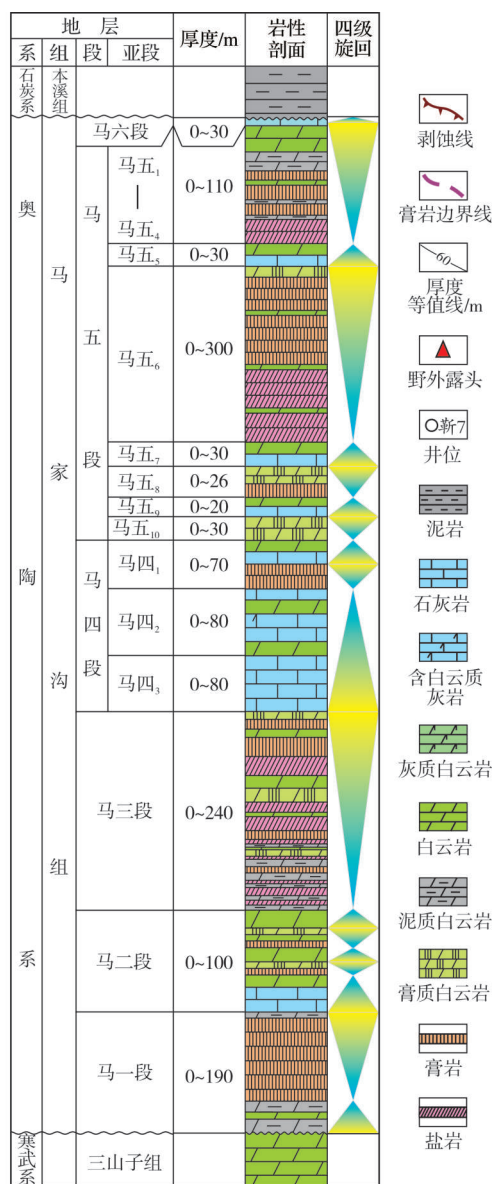 地 层
厚度/m
岩性
剖面
四级
旋回
系 组 段 亚段
石炭系
本溪组
奥陶系
马家沟组
马六段
0~30
马五段
马五₁
|
马五₄
0~110
马五₅
0~30
马五₆
0~300
马五₇
0~30
马五₈
0~26
马五₉
0~20
马五₁₀
0~30
马四段
马四₁
0~70
马四₂
0~80
马四₃
0~80
马三段
0~240
马二段
0~100
马一段
0~190
寒武系
三山子组
剥蚀线
膏岩边界线
60
厚度
等值线/m
野外露头
靳7
井位
泥岩
石灰岩
含白云质
灰岩
灰质白云岩
白云岩
泥质白云岩
膏质白云岩
膏岩
盐岩